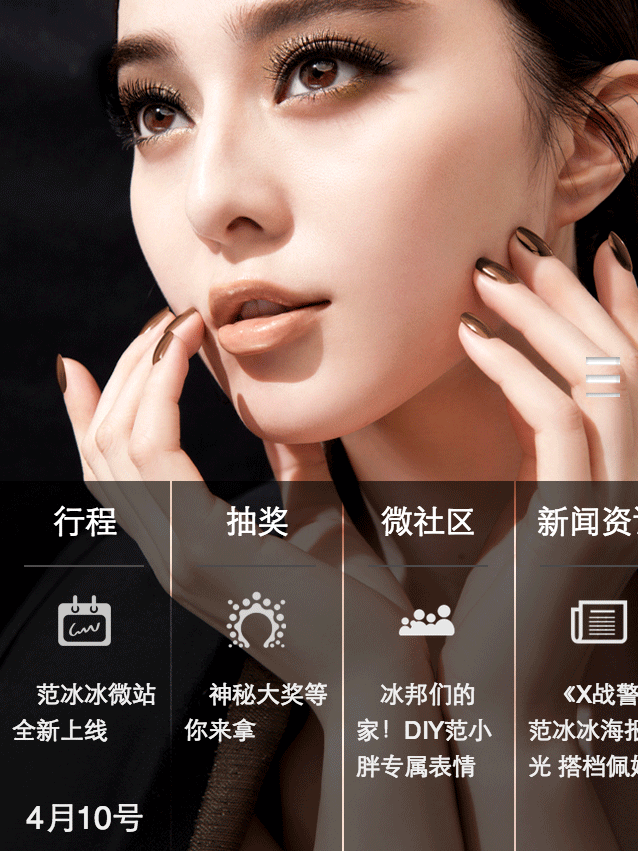 行程
抽奖
微社区
新闻资
范冰冰微站
全新上线
神秘大奖等
你来拿
冰邦们的
家！DIY范小
胖专属表情
《X战警
范冰冰海报
光 搭档佩
4月10号